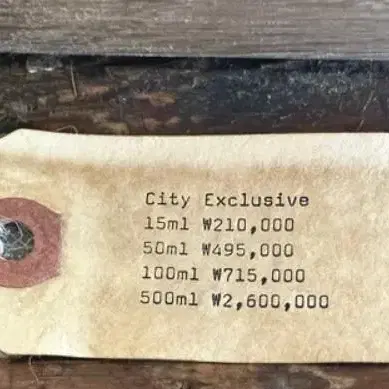 City Exclusive
15ml ₩210,000
50ml ₩495,000
100ml ₩715,000
500ml ₩2,600,000